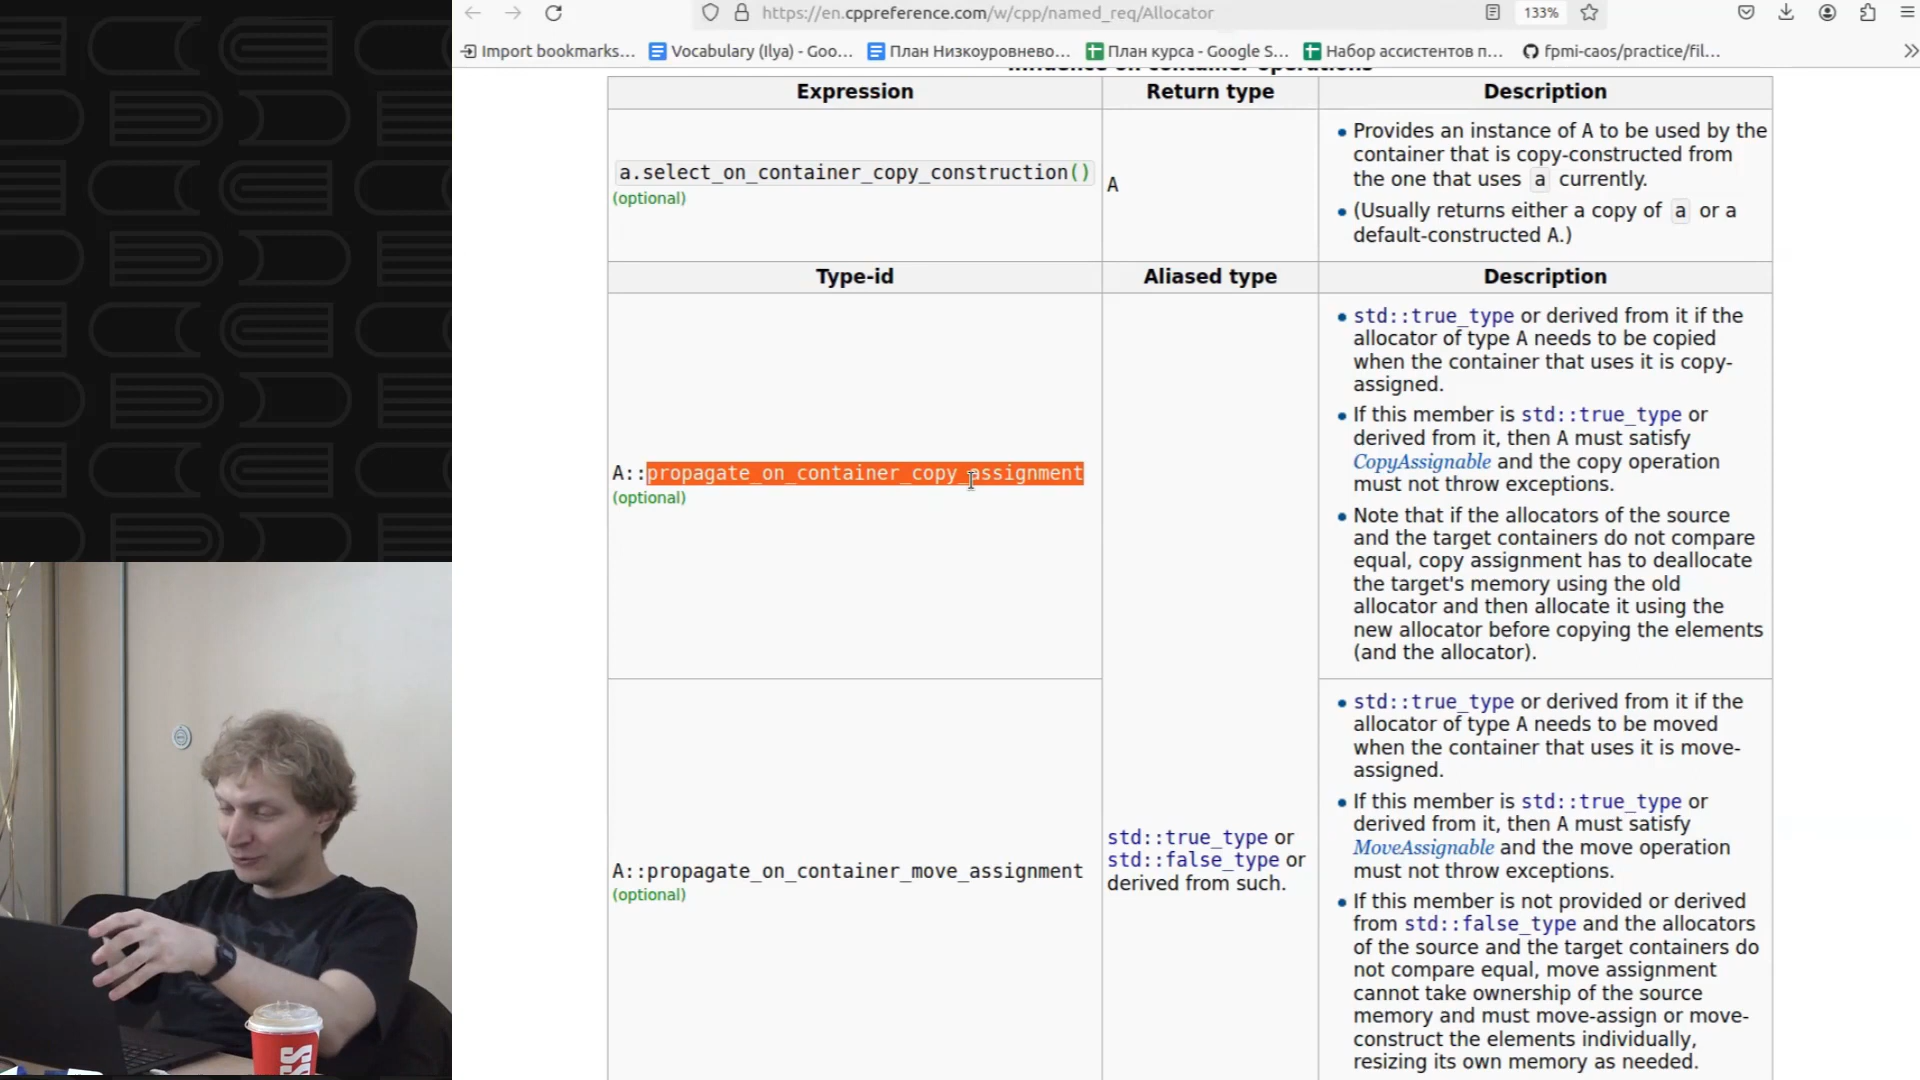 https://en.cppreference.com/w/cpp/named_req/Allocator
133%
Import bookmarks...
Vocabulary (Ilya) - Goo...
План Низкоуровнево...
План курса - Google S...
Набор ассистентов п...
fpmi-caos/practice/fil...
Influence on container operations
Expression
Return type
Description
a.select_on_container_copy_construction()
(optional)
A
Provides an instance of A to be used by the
container that is copy-constructed from
the one that uses a currently.
(Usually returns either a copy of a or a
default-constructed A.)
Type-id
Aliased type
Description
A::propagate_on_container_copy_assignment
(optional)
std::true_type or derived from it if the
allocator of type A needs to be copied
when the container that uses it is copy-
assigned.
If this member is std::true_type or
derived from it, then A must satisfy
CopyAssignable and the copy operation
must not throw exceptions.
Note that if the allocators of the source
and the target containers do not compare
equal, copy assignment has to deallocate
the target's memory using the old
allocator and then allocate it using the
new allocator before copying the elements
(and the allocator).
A::propagate_on_container_move_assignment
(optional)
std::true_type or
std::false_type or
derived from such.
std::true_type or derived from it if the
allocator of type A needs to be moved
when the container that uses it is move-
assigned.
If this member is std::true_type or
derived from it, then A must satisfy
MoveAssignable and the move operation
must not throw exceptions.
If this member is not provided or derived
from std::false_type and the allocators
of the source and the target containers do
not compare equal, move assignment
cannot take ownership of the source
memory and must move-assign or move-
construct the elements individually,
resizing its own memory as needed.